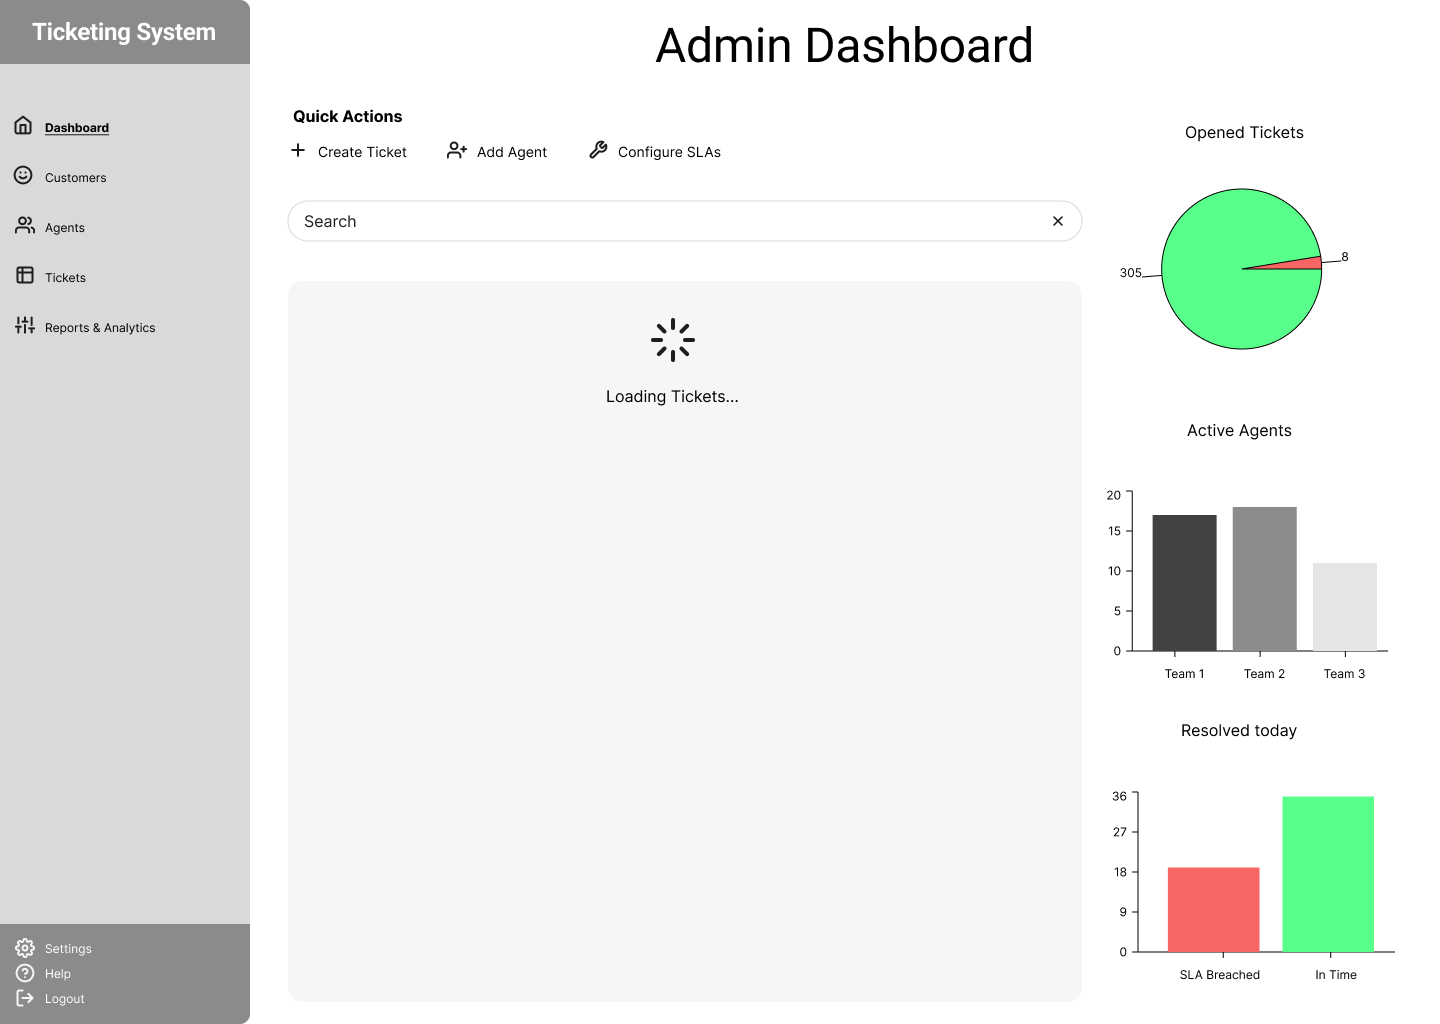 Ticketing System
Dashboard
Customers
Agents
Tickets
Reports & Analytics
Settings
Help
Logout
Admin Dashboard
Quick Actions
Create Ticket
Add Agent
Configure SLAs
Search
Loading Tickets...
Opened Tickets
305
8
Active Agents
20
15
10
5
0
Team 1
Team 2
Team 3
Resolved today
36
27
18
9
0
SLA Breached
In Time